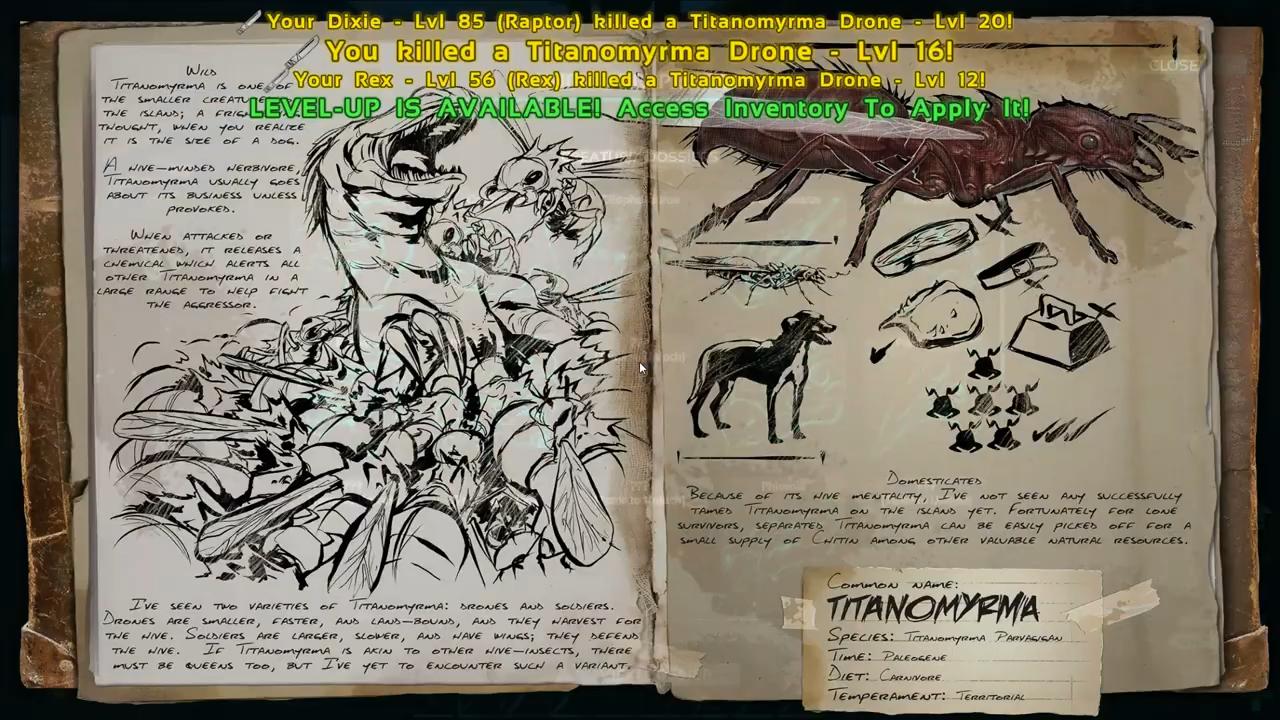 Your Dixie - Lvl 85 (Raptor) killed a Titanomyrma Drone - Lvl 20!
You killed a Titanomyrma Drone - Lvl 16!
Your Rex - Lvl 56 (Rex) killed a Titanomyrma Drone - Lvl 12!
LEVEL-UP IS AVAILABLE! Access Inventory To Apply It!
CLOSE
Wild
Titanomyrma is one of
the smaller
the island; a
thought, when you realize
it is the size of a dog.
A hive-minded herbivore,
Titanomyrma usually goes
about its business unless
provoked.
When attacked or
threatened, it releases a
chemical which alerts all
other Titanomyrma in a
large range to help fight
the aggressor.
I've seen two varieties of Titanomyrma: drones and soldiers.
Drones are smaller, faster, and land-bound, and they harvest for
the hive. Soldiers are larger, slower, and have wings; they defend
the hive. If Titanomyrma is akin to other hive-insects, there
must be queens too, but I've yet to encounter such a variant.
Domesticated
Because of its hive mentality, I've not seen any successfully
tamed Titanomyrma on the island yet. Fortunately for lone
survivors, separated Titanomyrma can be easily picked off for a
small supply of Chitin among other valuable natural resources.
Common name:
Titanomyrma
Species: Titanomyrma Parvagigan
Time: Paleogene
Diet: Carnivore
Temperament: Territorial